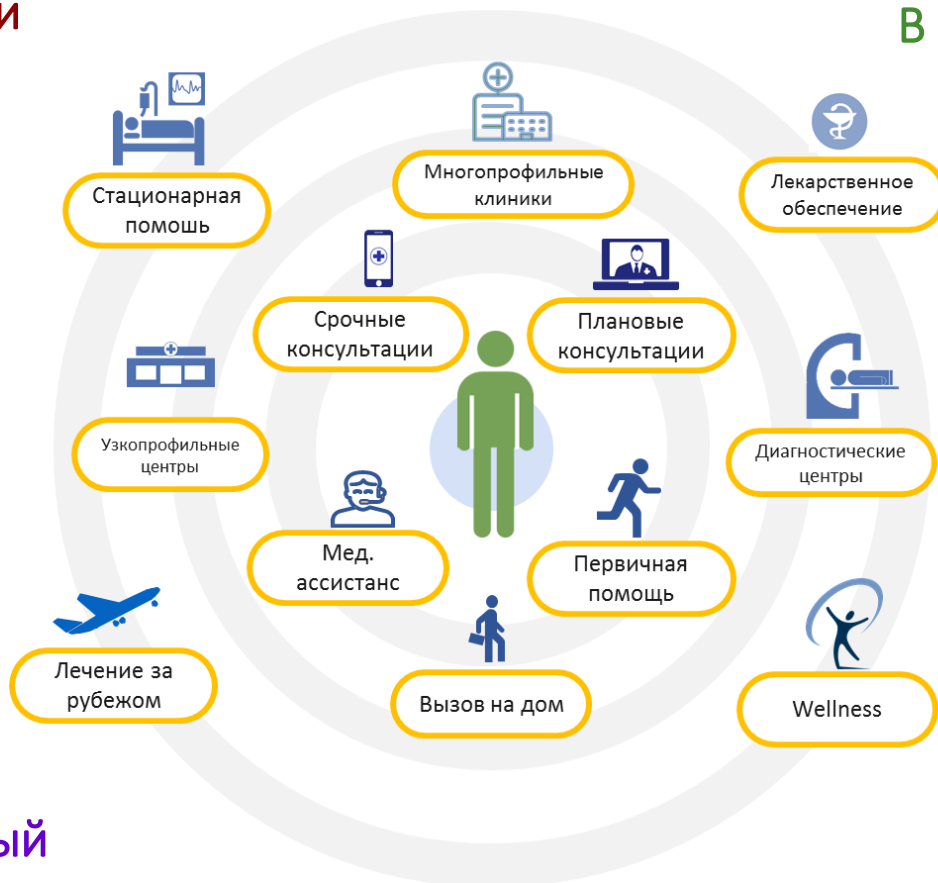 и
В
Стационарная
помошь
Многопрофильные
клиники
Лекарственное
обеспечение
Срочные
консультации
Плановые
консультации
Узкопрофильные
центры
Диагностические
центры
Мед.
ассистанс
Первичная
помощь
Лечение за
рубежом
Вызов на дом
Wellness
ый